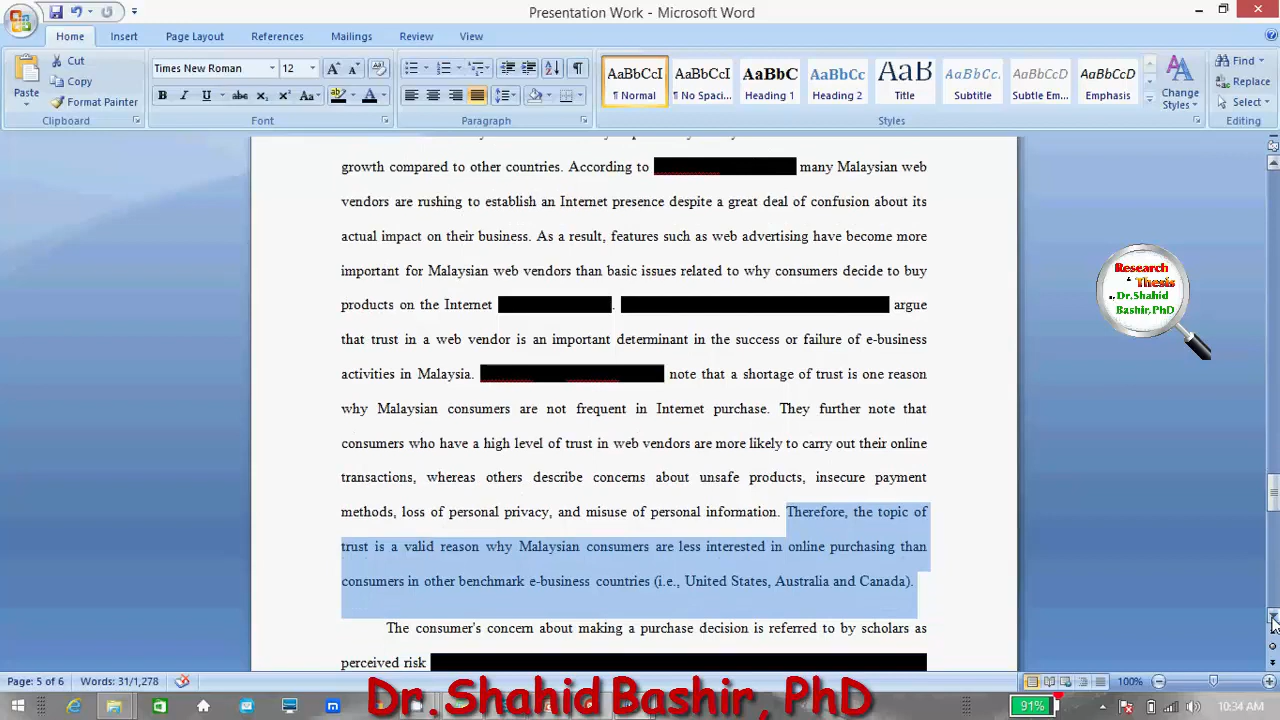 Presentation Work - Microsoft Word
Home Insert Page Layout References Mailings Review View
Paste
Cut
Copy
Format Painter
Clipboard
Times New Roman 12
Font
Paragraph
AaBbCcI AaBbCcI AaBbC AaBbCc AaB AaBbCc. AaBbCcD AaBbCcD
¶ Normal ¶ No Spaci... Heading 1 Heading 2 Title Subtitle Subtle Em... Emphasis
Change Styles
Styles
Find
Replace
Select
Editing
growth compared to other countries. According to many Malaysian web
vendors are rushing to establish an Internet presence despite a great deal of confusion about its
actual impact on their business. As a result, features such as web advertising have become more
important for Malaysian web vendors than basic issues related to why consumers decide to buy
products on the Internet . argue
that trust in a web vendor is an important determinant in the success or failure of e-business
activities in Malaysia. note that a shortage of trust is one reason
why Malaysian consumers are not frequent in Internet purchase. They further note that
consumers who have a high level of trust in web vendors are more likely to carry out their online
transactions, whereas others describe concerns about unsafe products, insecure payment
methods, loss of personal privacy, and misuse of personal information. Therefore, the topic of
trust is a valid reason why Malaysian consumers are less interested in online purchasing than
consumers in other benchmark e-business countries (i.e., United States, Australia and Canada).
The consumer's concern about making a purchase decision is referred to by scholars as
perceived risk
Research
Thesis
Dr.Shahid
Bashir,PhD
Page: 5 of 6 Words: 31/1,278 100%
Dr.Shahid Bashir, PhD
91% 10:34 AM